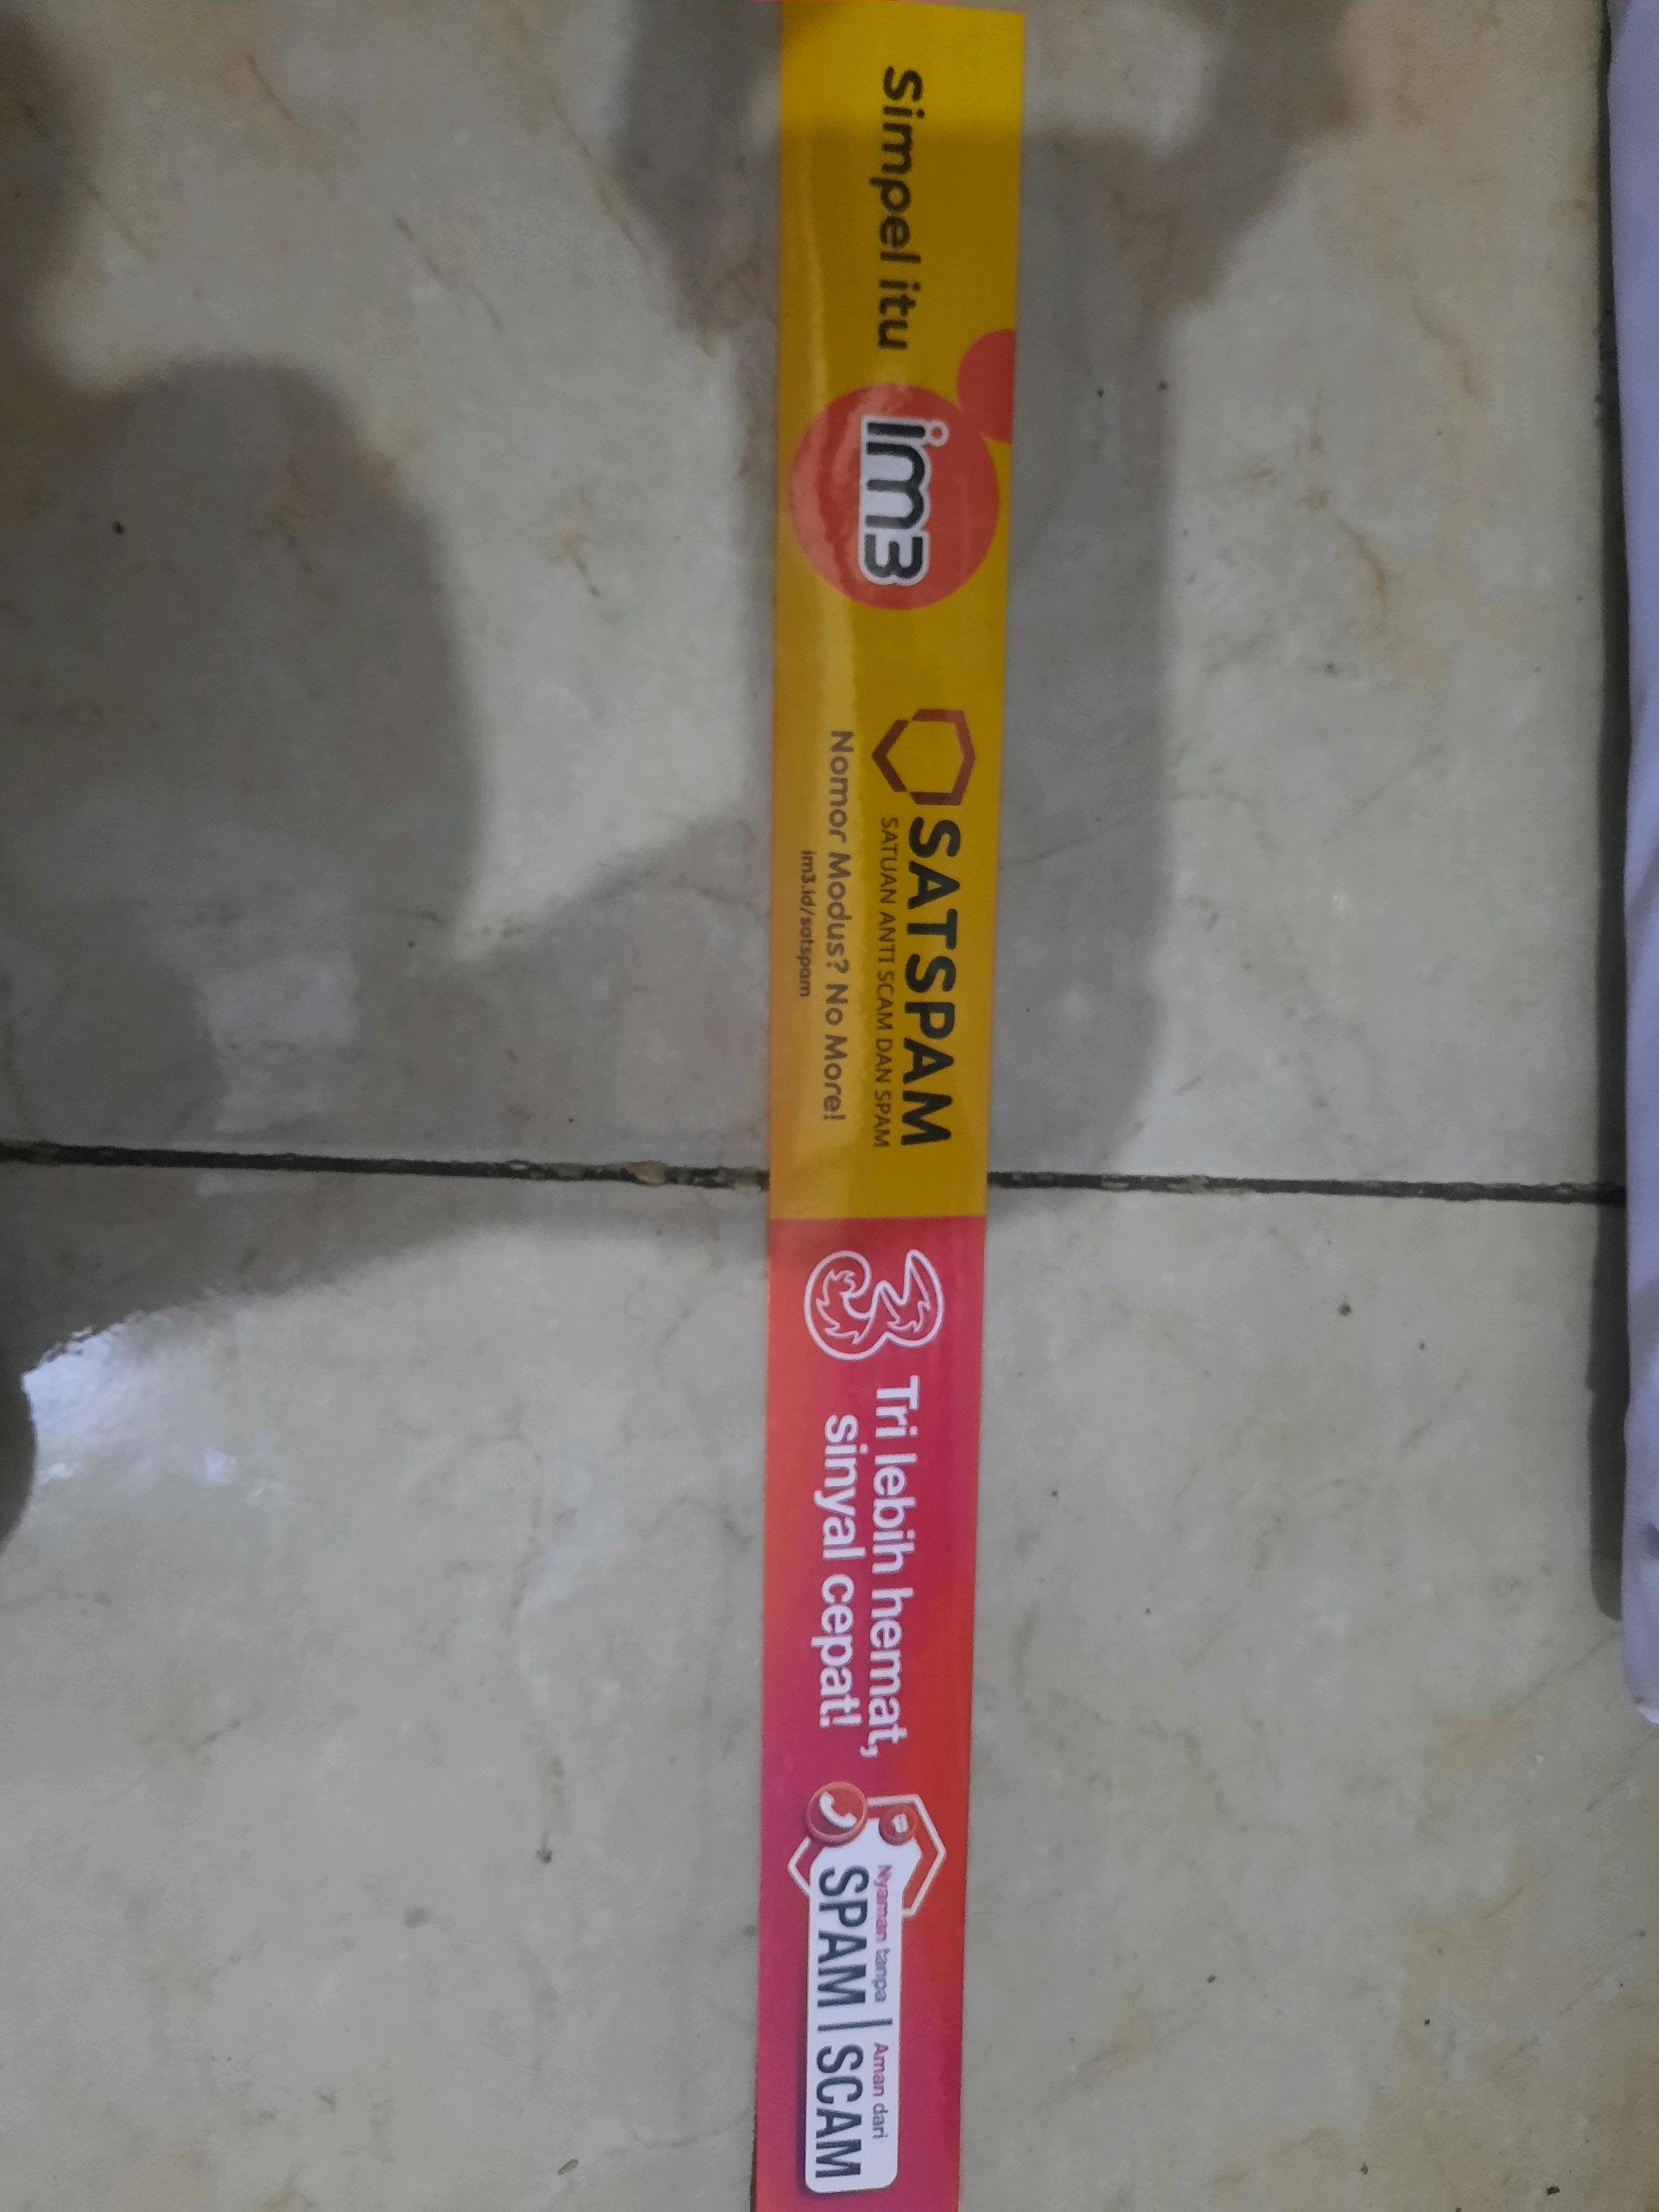 Simpel itu
im3
SATSPAM
SATUAN ANTI SCAM DAN SPAM
Nomor Modus? No More!
im3.id/satspam
3
Tri lebih hemat,
sinyal cepat!
Nyaman tanpa | Aman dari
SPAM | SCAM